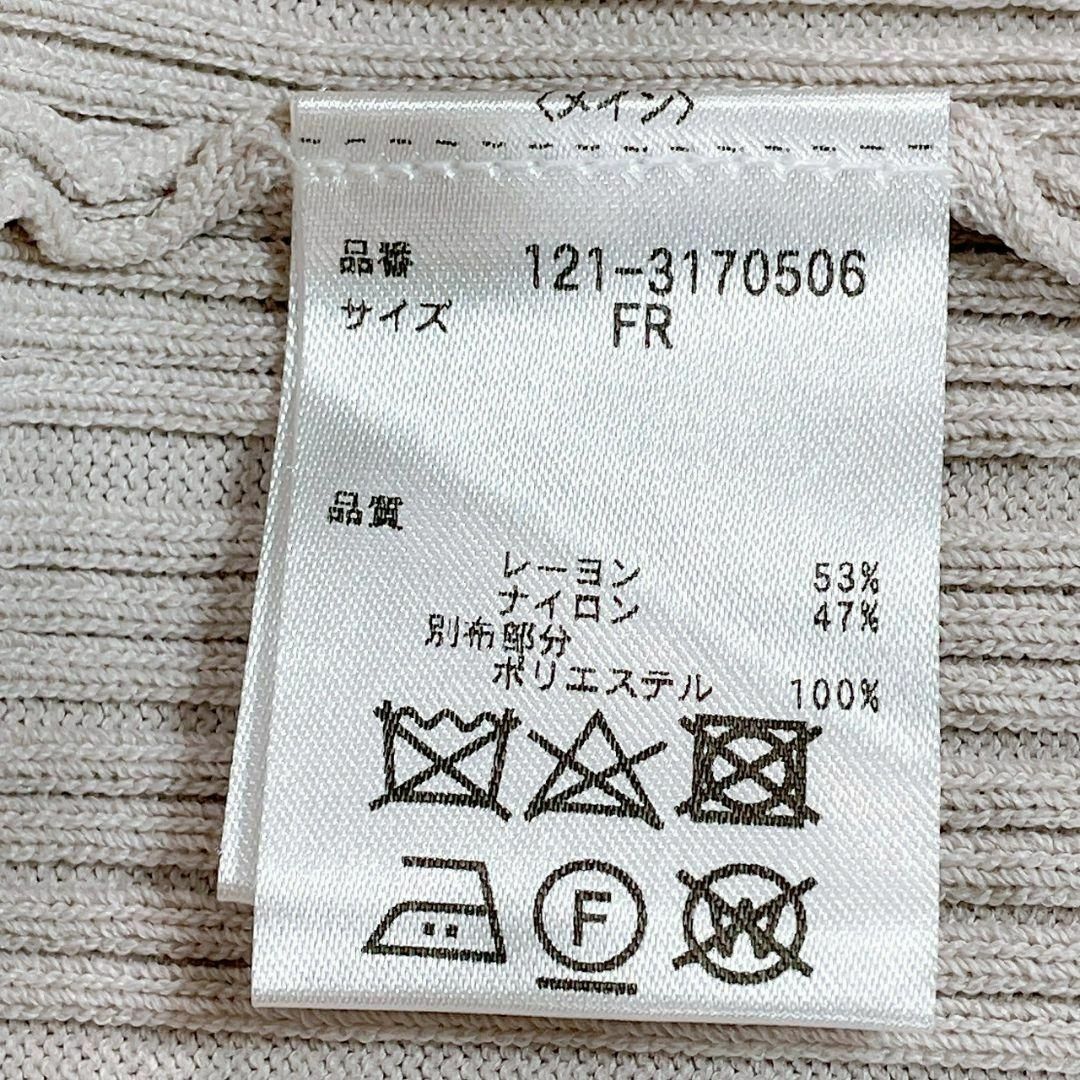 〈メイン〉
品番 121-3170506
サイズ FR
品質
レーヨン 53%
ナイロン 47%
別布部分
ポリエステル 100%
F
W